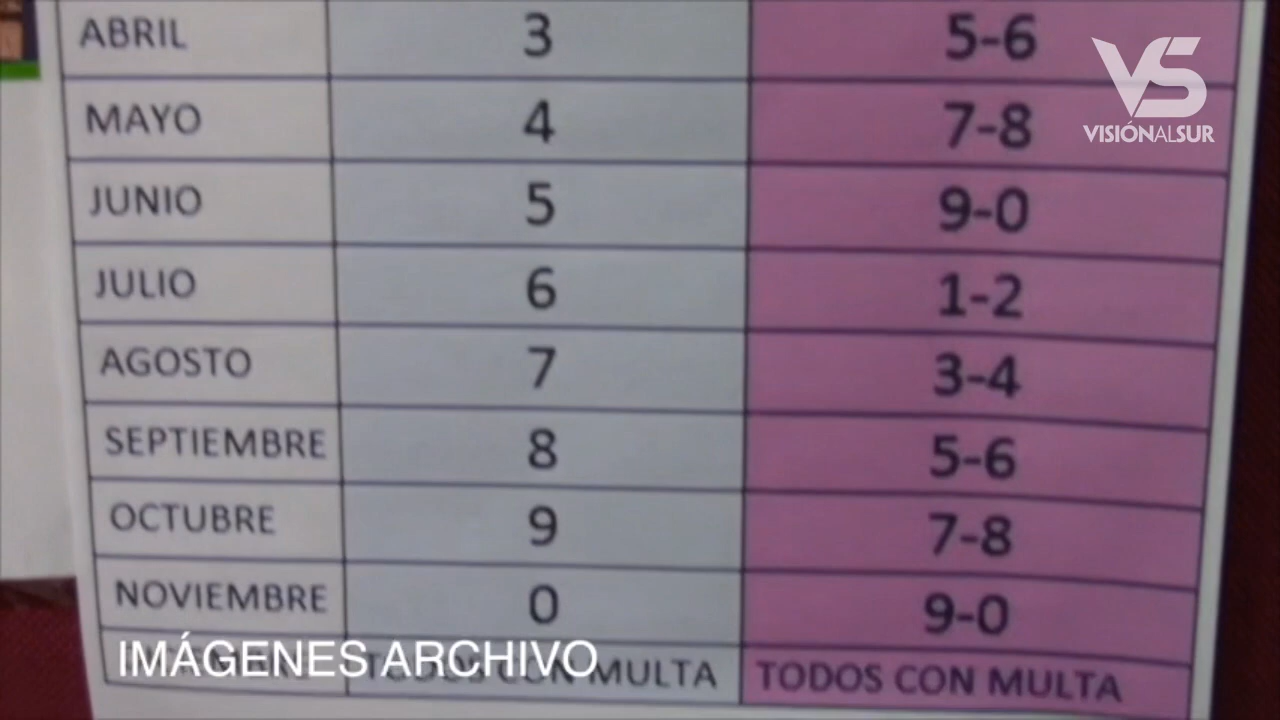 ABRIL 3 5-6
VS
MAYO 4 7-8
VISIÓNALSUR
JUNIO 5 9-0
JULIO 6 1-2
AGOSTO 7 3-4
SEPTIEMBRE 8 5-6
OCTUBRE 9 7-8
NOVIEMBRE 0 9-0
IMÁGENES ARCHIVO
TODOS CON MULTA TODOS CON MULTA